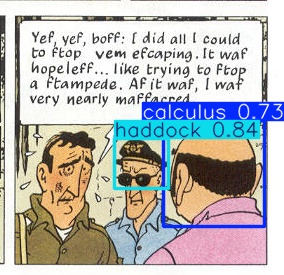 Yef, yef, boff: I did all I could
to ftop vem efcaping. It waf
hopeleff... like trying to ftop
a ftampede. Af it waf, I waf
very nearly maffacred
calculus 0.73
haddock 0.84